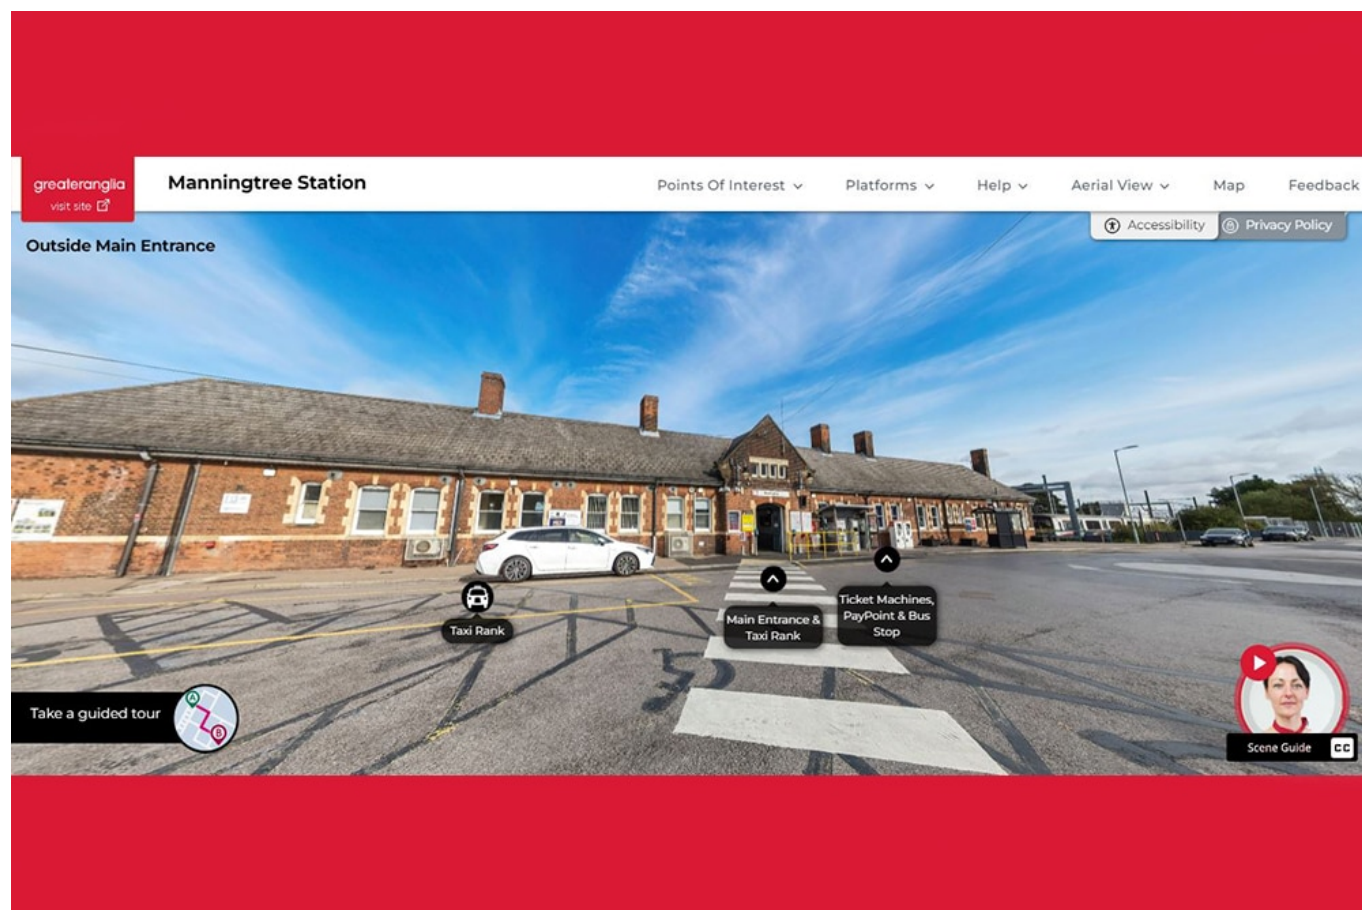 greateranglia
visit site
Manningtree Station
Points Of Interest
Platforms
Help
Aerial View
Map
Feedback
Accessibility
Privacy Policy
Outside Main Entrance
Taxi Rank
Main Entrance &
Taxi Rank
Ticket Machines,
PayPoint & Bus
Stop
Take a guided tour
A
B
Scene Guide
CC